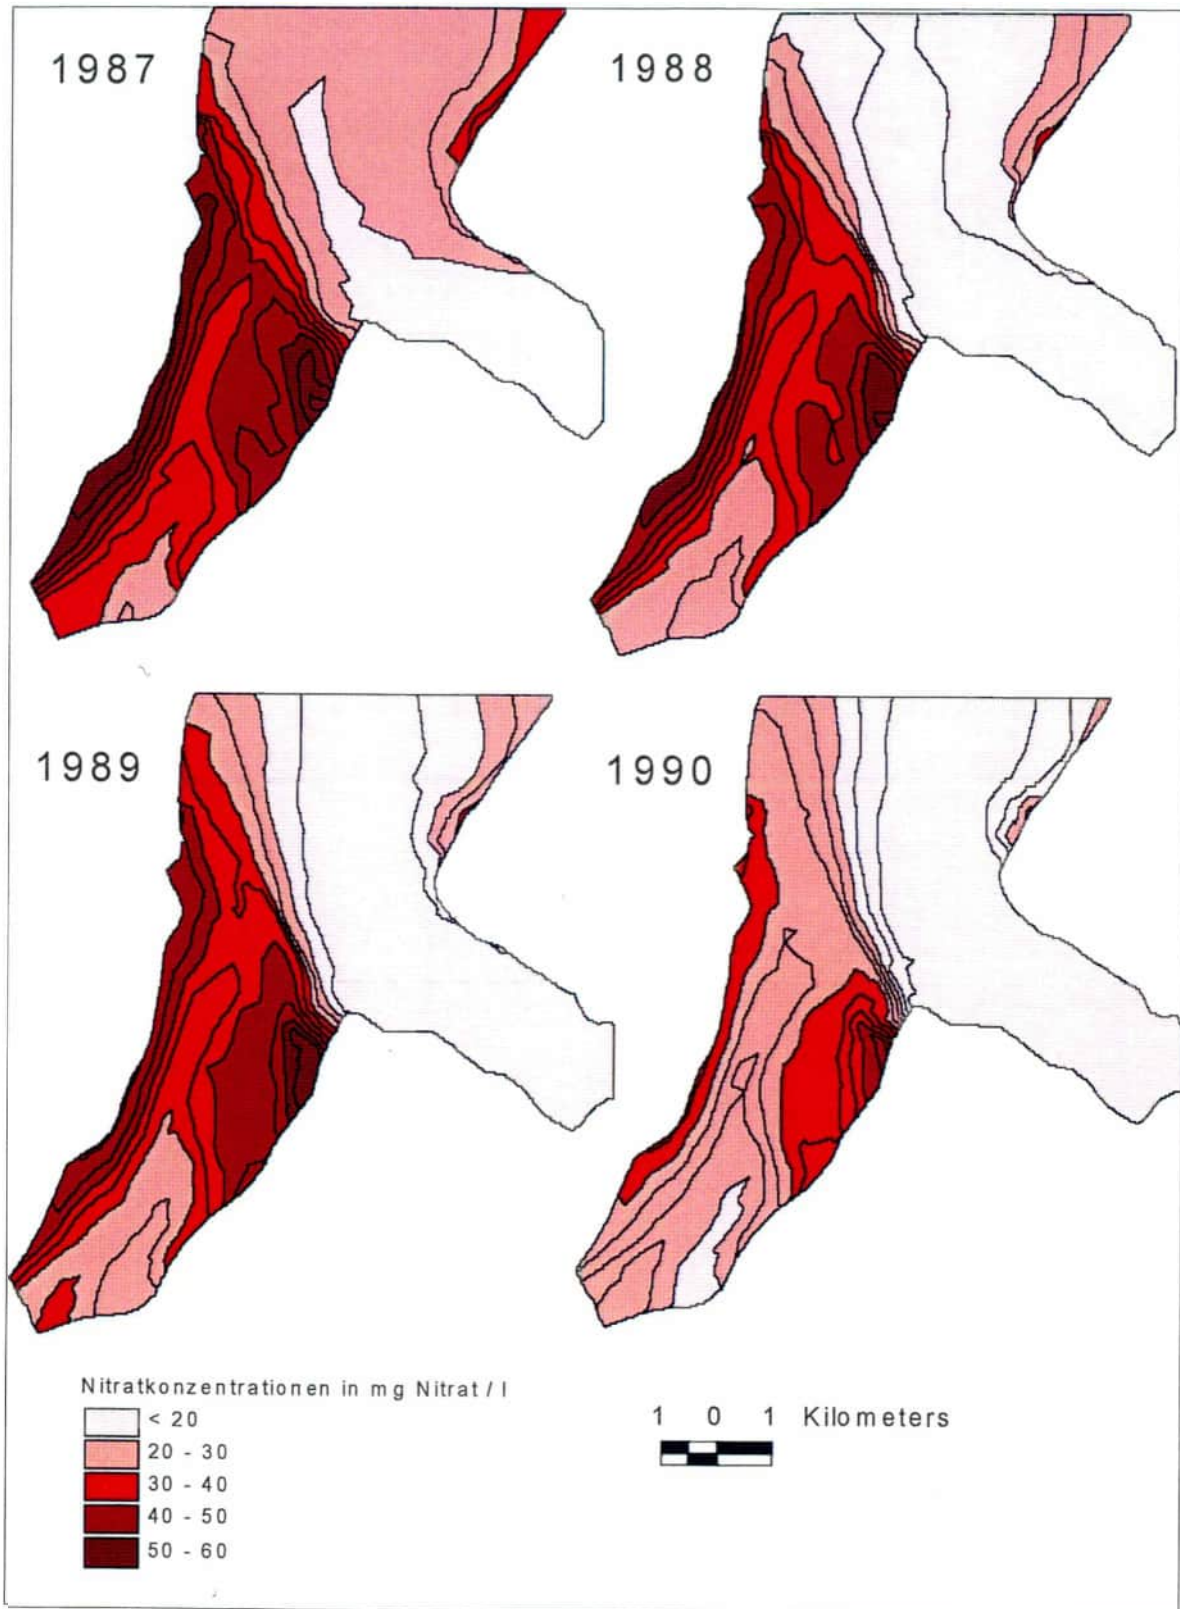 1987
1988
1989
1990
Nitratkonzentrationen in mg Nitrat / l
< 20
20 - 30
30 - 40
40 - 50
50 - 60
1 0 1 Kilometers